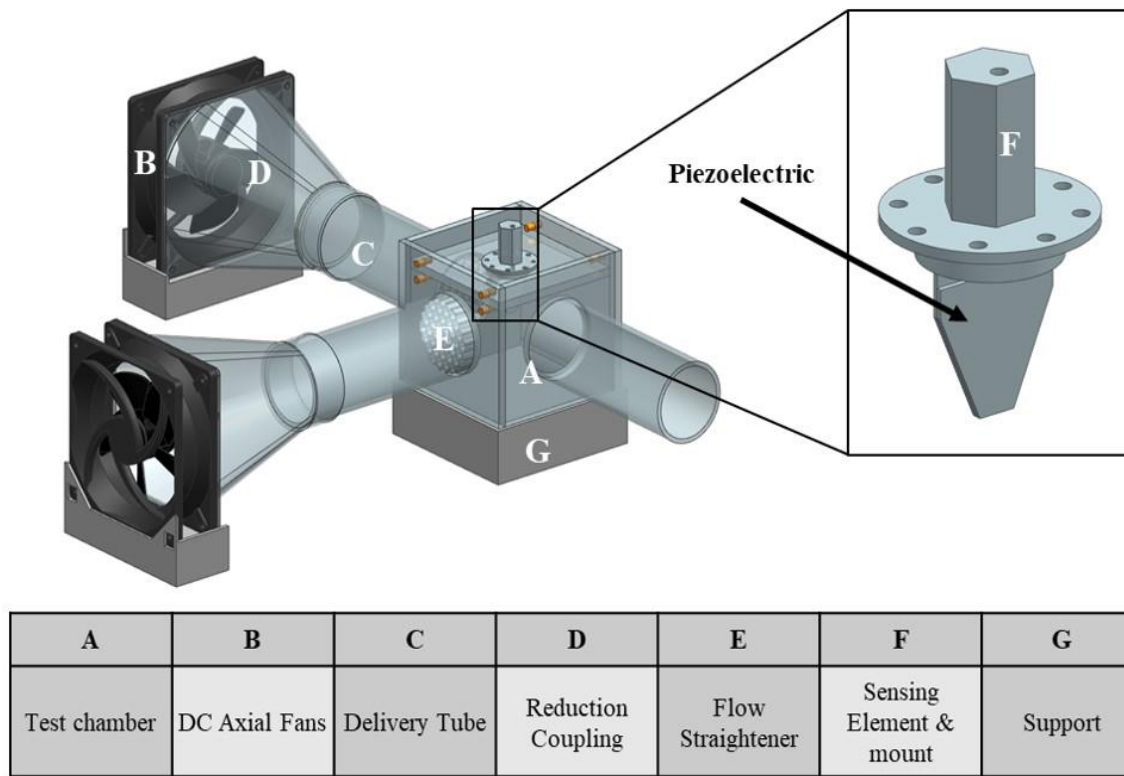 B
D
F
Piezoelectric
C
E
A
G
A B C D E F G
Test chamber DC Axial Fans Delivery Tube Reduction Coupling Flow Straightener Sensing Element & mount Support